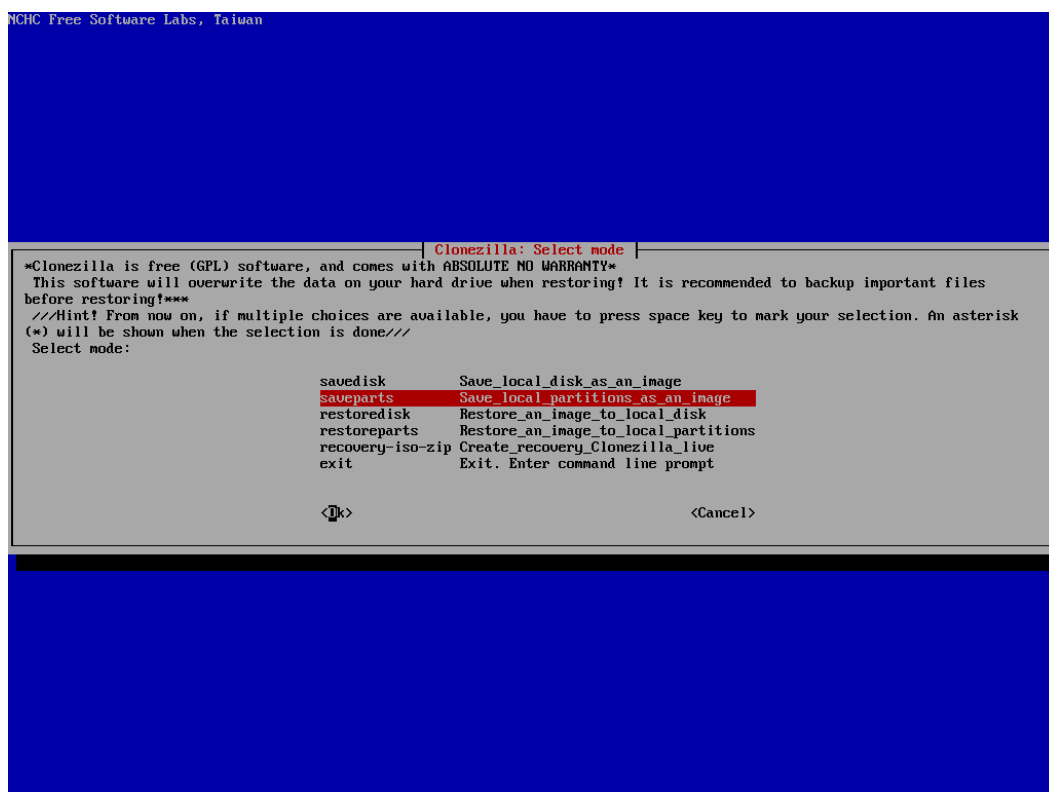 NCHC Free Software Labs, Taiwan
Clonezilla: Select mode
*Clonezilla is free (GPL) software, and comes with ABSOLUTE NO WARRANTY*
This software will overwrite the data on your hard drive when restoring! It is recommended to backup important files
before restoring!***
///Hint! From now on, if multiple choices are available, you have to press space key to mark your selection. An asterisk
(*) will be shown when the selection is done///
Select mode:
savedisk Save_local_disk_as_an_image
saveparts Save_local_partitions_as_an_image
restoredisk Restore_an_image_to_local_disk
restoreparts Restore_an_image_to_local_partitions
recovery-iso-zip Create_recovery_Clonezilla_live
exit Exit. Enter command line prompt
<Ok> <Cancel>